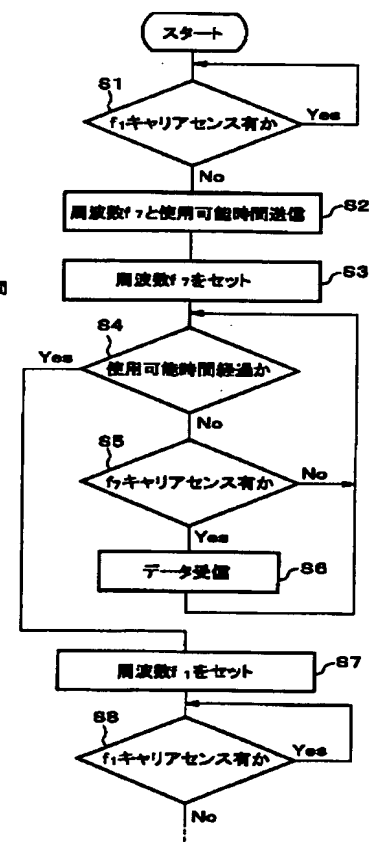 スタート
S1
f₁キャリアセンス有か
Yes
No
周波数f₇と使用可能時間送信
S2
周波数f₇をセット
S3
S4
Yes
使用可能時間経過か
No
S5
f₇キャリアセンス有か
No
Yes
データ受信
S6
周波数f₁をセット
S7
S8
f₁キャリアセンス有か
Yes
No